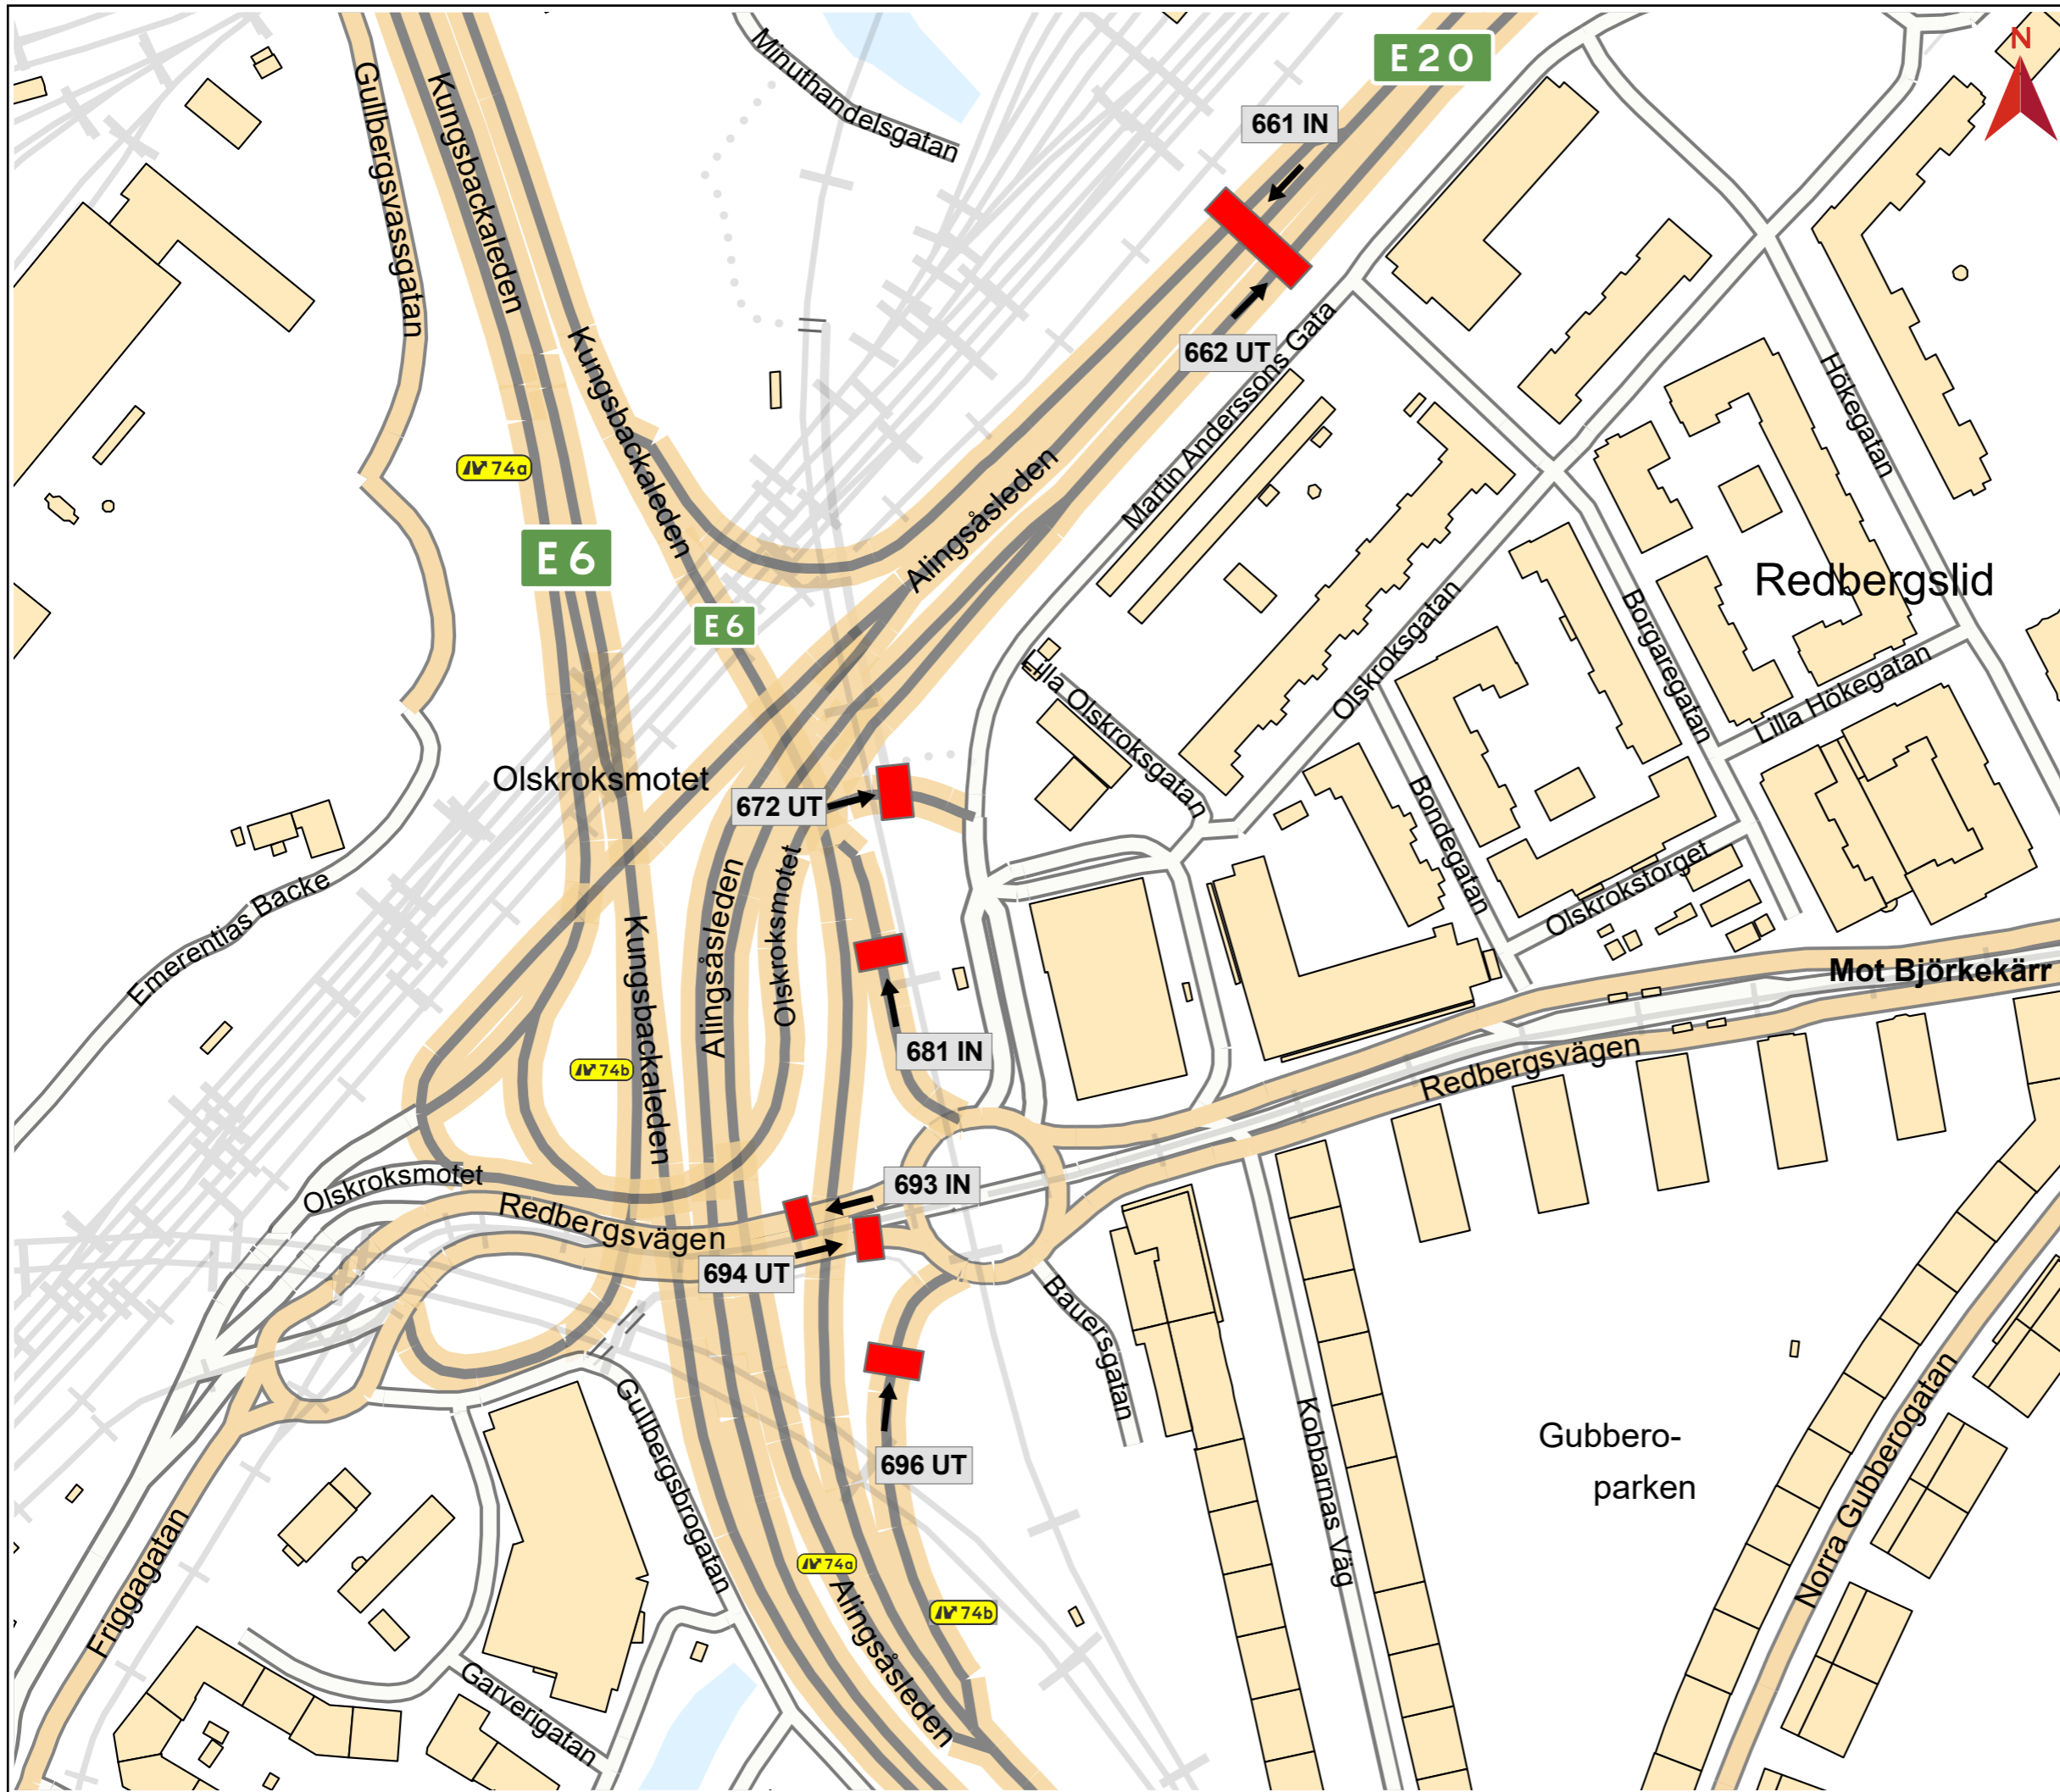 E20
N
661 IN
Minuthandelsgatan
Gullbergsvassgatan
Kungsbackaleden
Kungsbackaleden
662 UT
Martin Anderssons Gata
Hökegatan
74a
E6
Alingsåsleden
Redbergslid
E6
Olskroksgatan
Borgaregatan
Lilla Olskroksgatan
Lilla Hökegatan
Olskroksmotet
672 UT
Bondegatan
Olskrokstorget
Emerentias Backe
Alingsåsleden
Olskroksmotet
Kungsbackaleden
Mot Björkekärr
681 IN
Redbergsvägen
74b
Olskroksmotet
693 IN
Redbergsvägen
694 UT
Bauersgatan
Gullbergsbrogatan
Kobbarnas Väg
Gubbero-
parken
696 UT
Norra Gubberogatan
Friggagatan
74a
74b
Alingsåsleden
Garverigatan